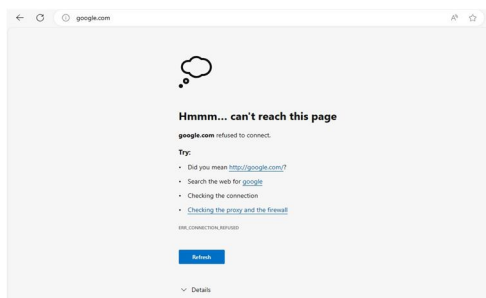 google.com
Hmmm... can't reach this page
google.com refused to connect.
Try:
• Did you mean http://google.com/?
• Search the web for google
• Checking the connection
• Checking the proxy and the firewall
ERR_CONNECTION_REFUSED
Refresh
Details